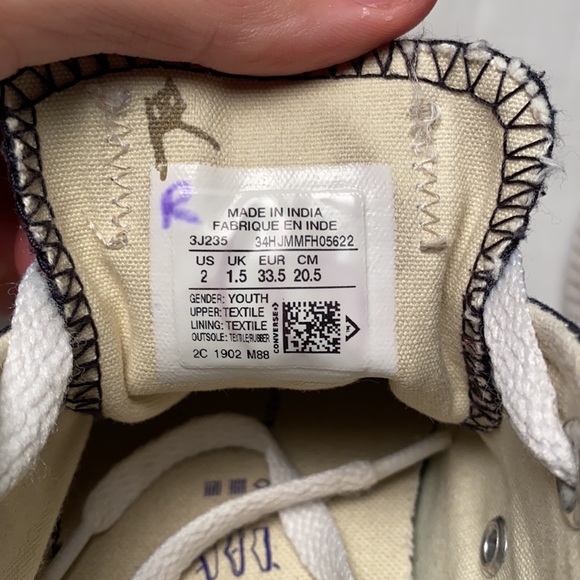 R
R
MADE IN INDIA
FABRIQUE EN INDE
3J235 34HJMMFH05622
US UK EUR CM
2 1.5 33.5 20.5
GENDER: YOUTH
UPPER: TEXTILE
LINING: TEXTILE
OUTSOLE: TEXTILE/RUBBER
CONVERSE
2C 1902 M88